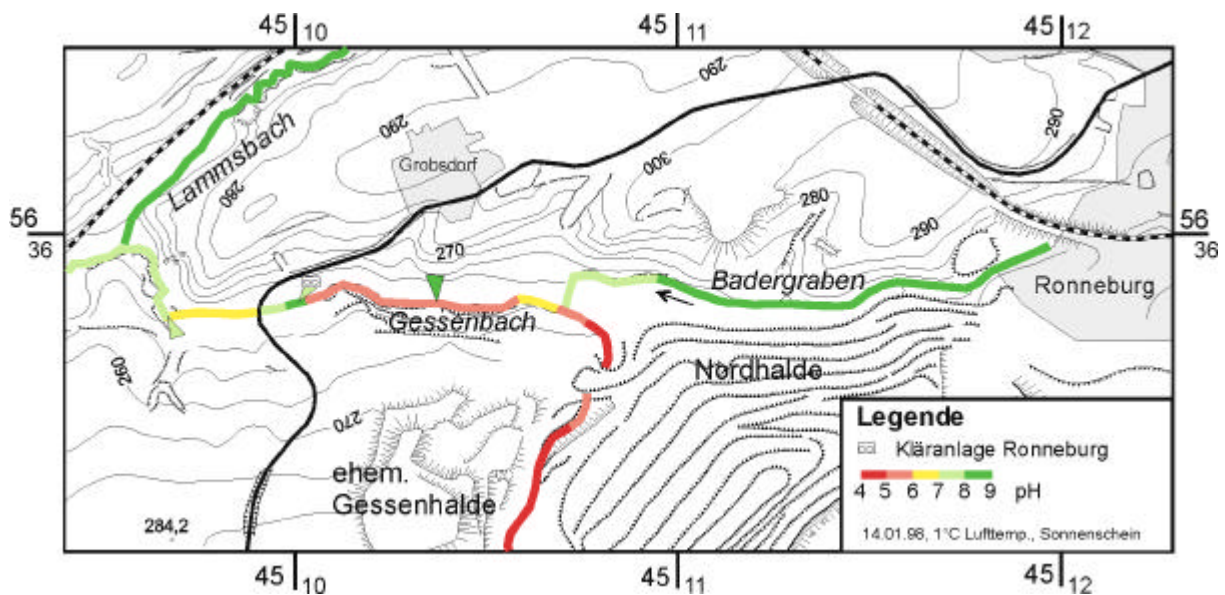 45 10
45 11
45 12
290
290
Lammsbach
290
Grobsdorf
300
280
280
56
36
56
36
270
290
Badergraben
Ronneburg
Gessenbach
260
Nordhalde
270
Legende
Kläranlage Ronneburg
ehem.
Gessenhalde
4 5 6 7 8 9 pH
284,2
14.01.98, 1°C Lufttemp., Sonnenschein
45 10
45 11
45 12